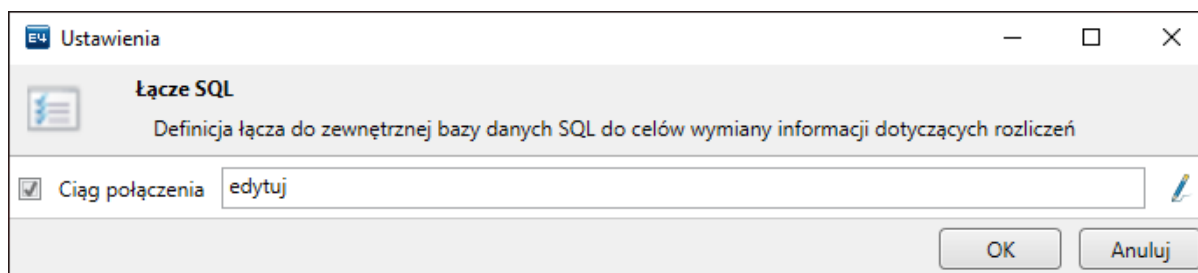 E4 Ustawienia
Łącze SQL
Definicja łącza do zewnętrznej bazy danych SQL do celów wymiany informacji dotyczących rozliczeń
Ciąg połączenia edytuj
OK Anuluj